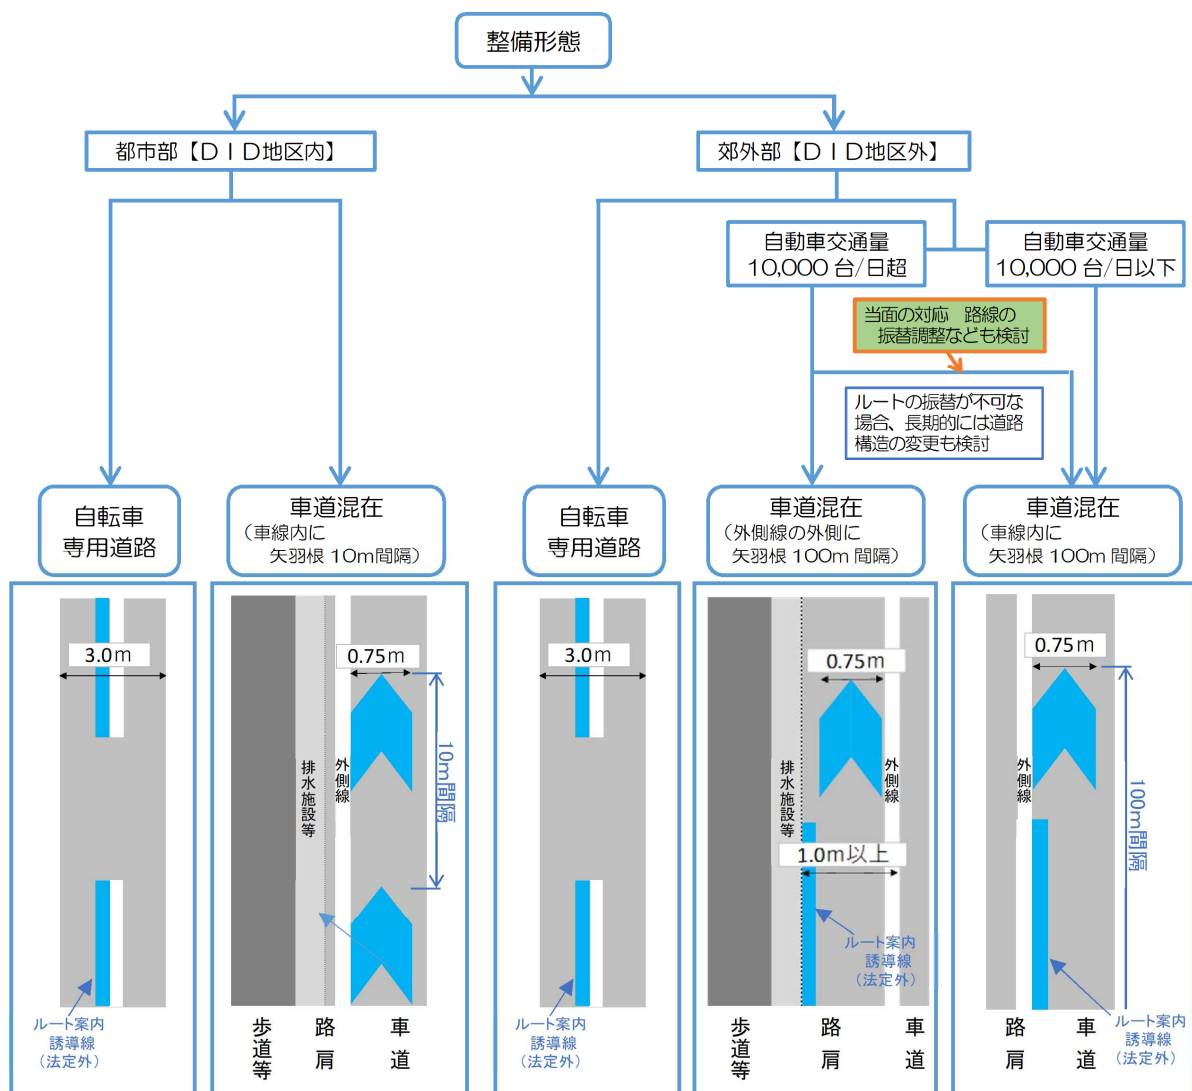 整備形態
都市部【DID地区内】
郊外部【DID地区外】
自動車交通量
10,000 台/日超
自動車交通量
10,000 台/日以下
当面の対応　路線の
振替調整なども検討
ルートの振替が不可な
場合、長期的には道路
構造の変更も検討
自転車
専用道路
車道混在
(車線内に
矢羽根 10m間隔)
自転車
専用道路
車道混在
(外側線の外側に
矢羽根 100m 間隔)
車道混在
(車線内に
矢羽根 100m 間隔)
3.0m
ルート案内
誘導線
(法定外)
0.75m
10m間隔
排水施設等
外側線
歩道等
路肩
車道
3.0m
ルート案内
誘導線
(法定外)
0.75m
排水施設等
外側線
1.0m以上
ルート案内
誘導線
(法定外)
歩道等
路肩
車道
0.75m
外側線
100m間隔
ルート案内
誘導線
(法定外)
路肩
車道